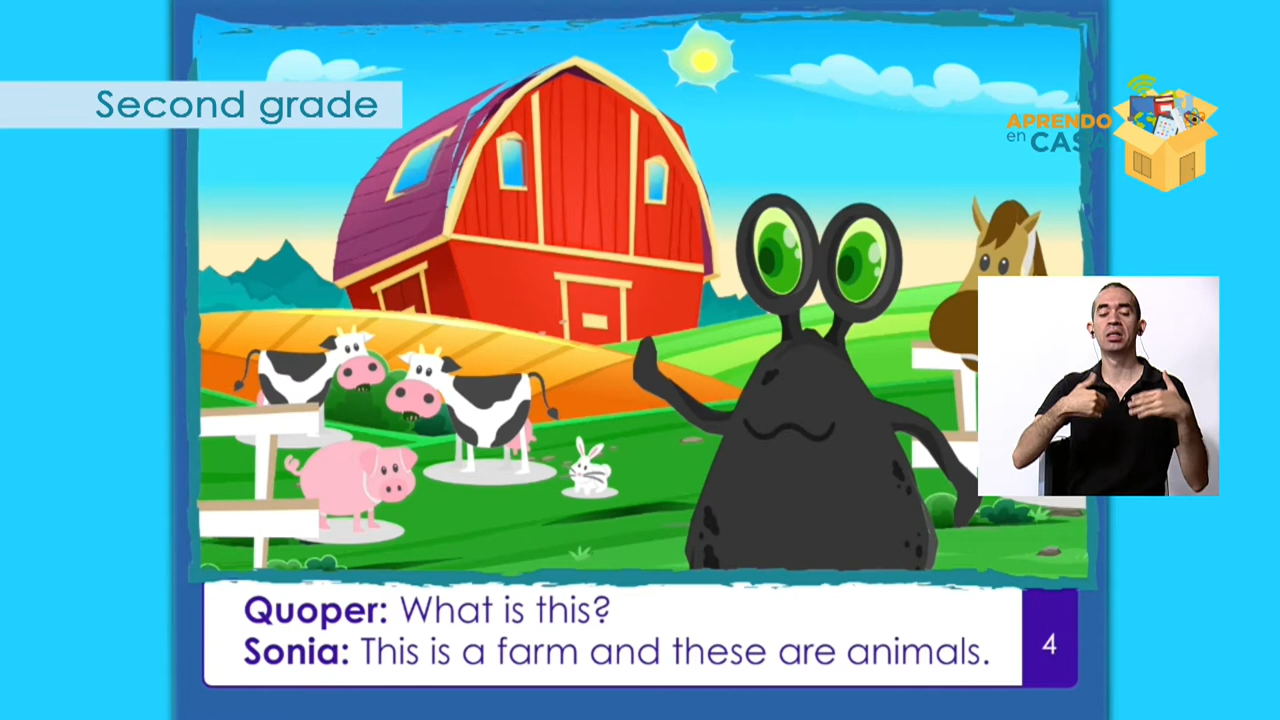 Second grade
APRENDO
en CASA
Quoper: What is this?
Sonia: This is a farm and these are animals.
4